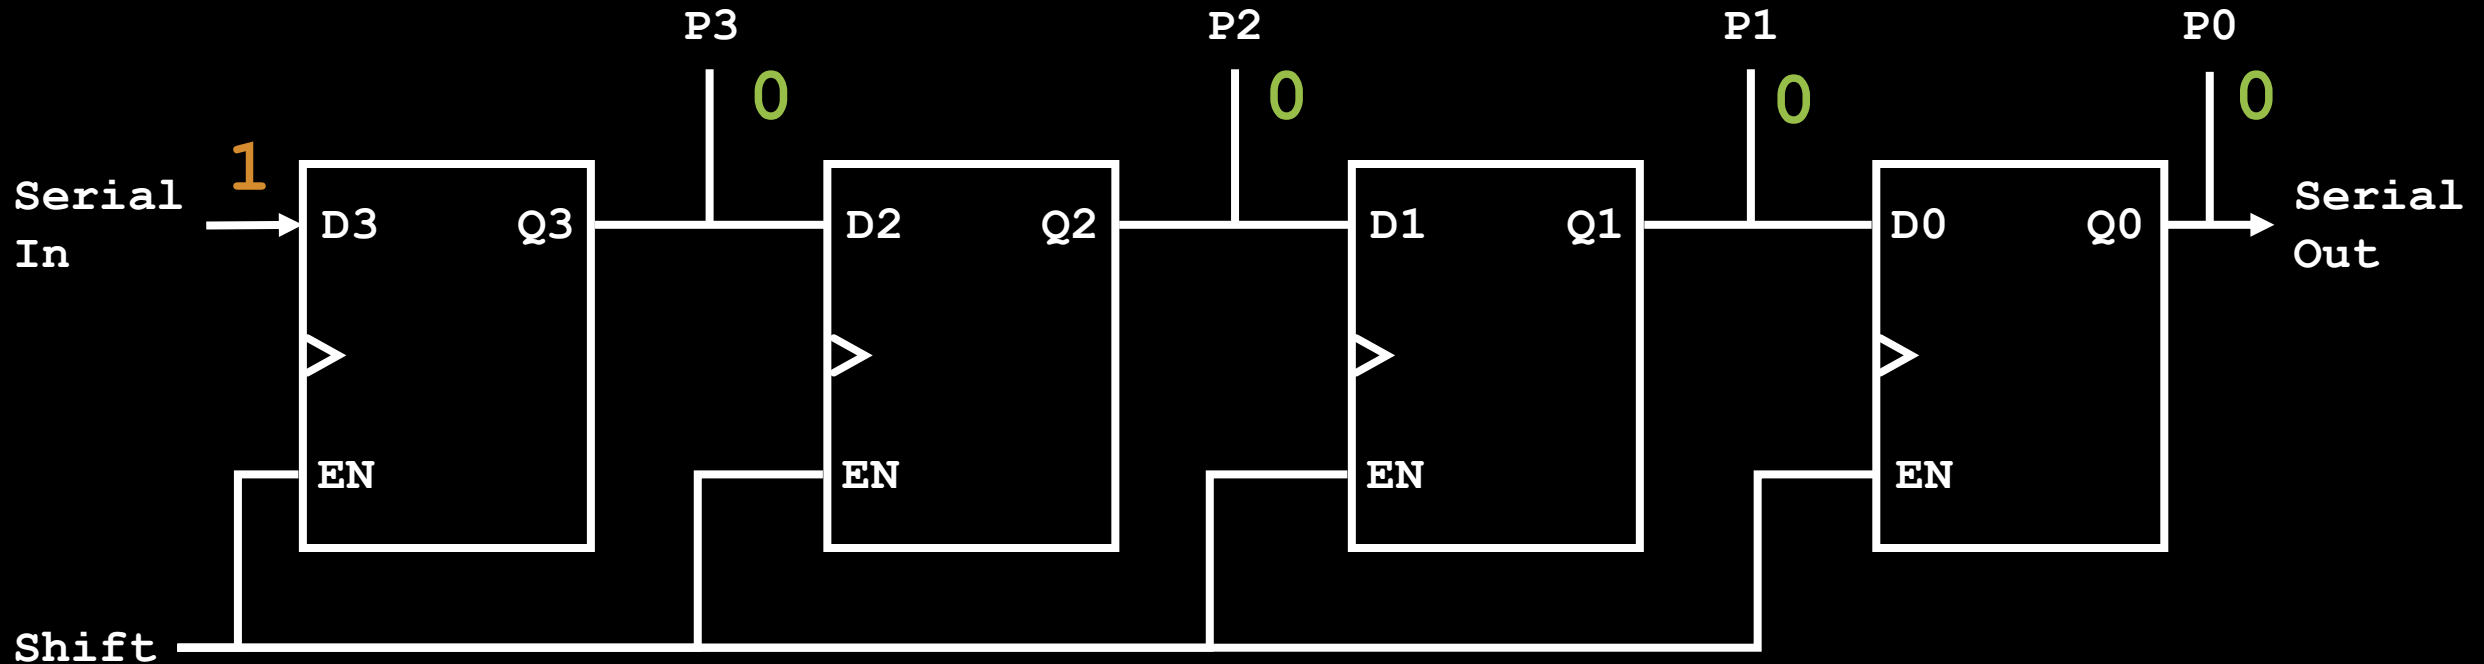 P3 P2 P1 P0
0 0 0 0
1
Serial In
D3 Q3 D2 Q2 D1 Q1 D0 Q0
Serial Out
EN EN EN EN
Shift